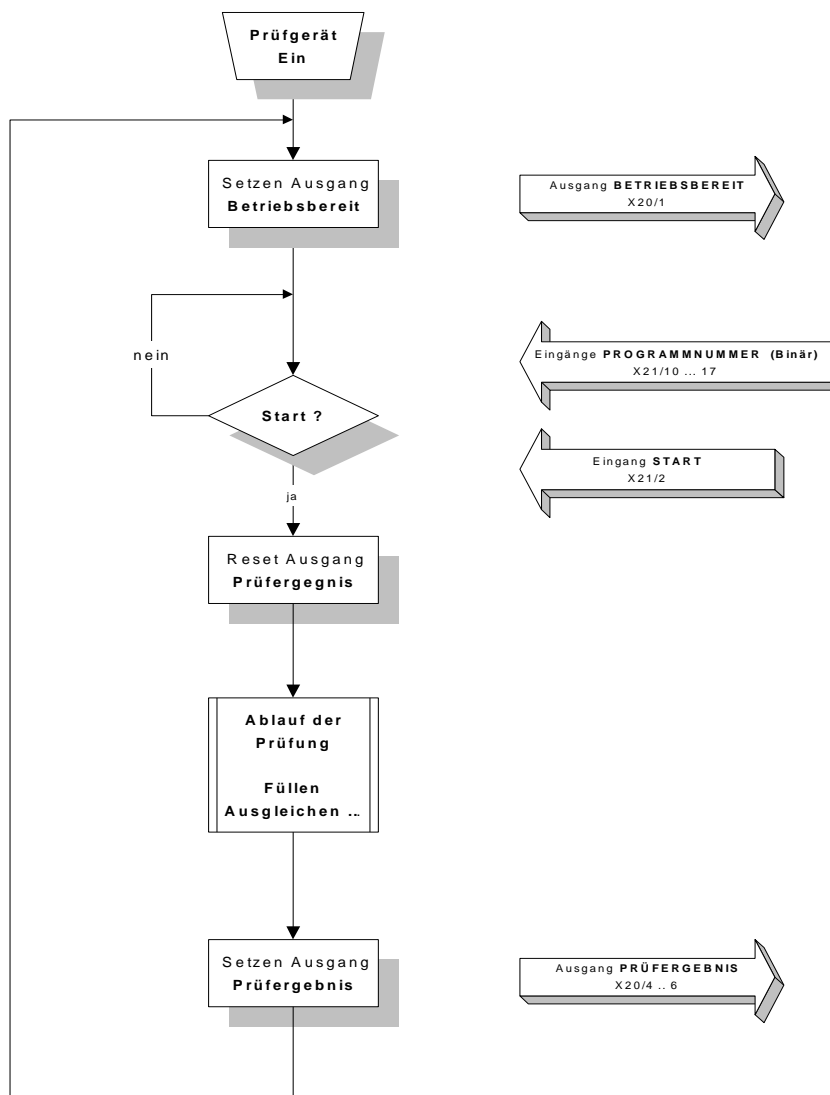 Prüfgerät
Ein
Setzen Ausgang
Betriebsbereit
Ausgang BETRIEBSBEREIT
X20/1
nein
Eingänge PROGRAMMNUMMER (Binär)
X21/10 ... 17
Start ?
Eingang START
X21/2
ja
Reset Ausgang
Prüfergegnis
Ablauf der
Prüfung
Füllen
Ausgleichen ...
Setzen Ausgang
Prüfergebnis
Ausgang PRÜFERGEBNIS
X20/4 .. 6